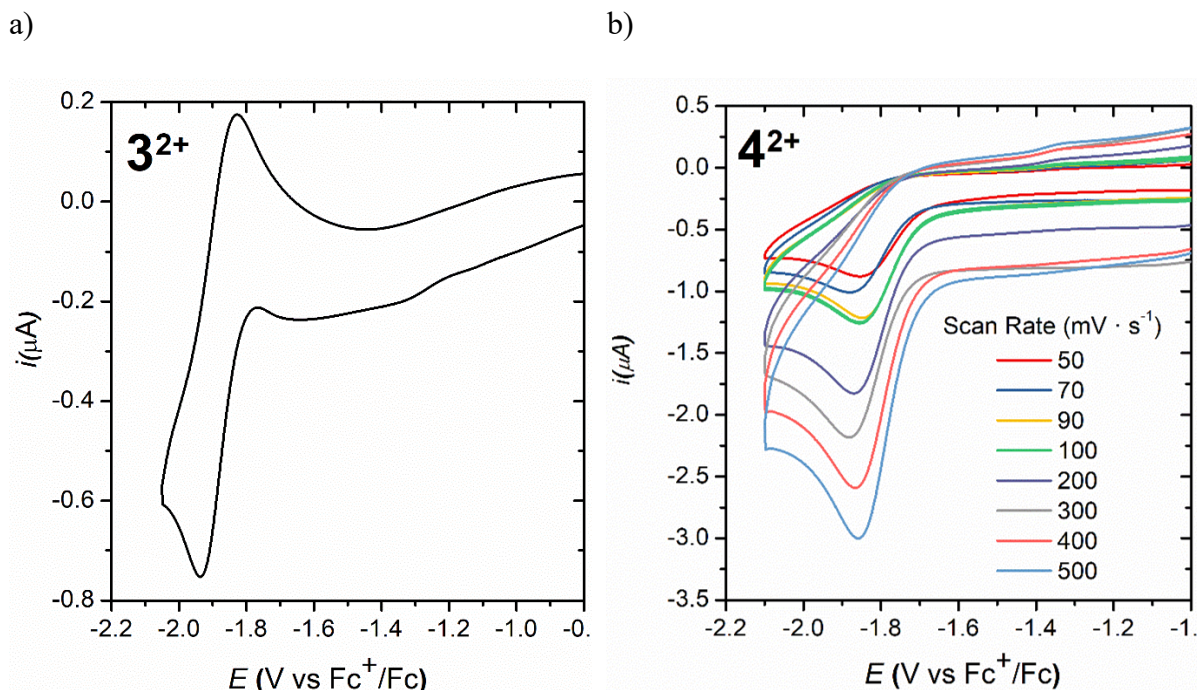 a)
b)
3²⁺
0.2
0.0
-0.2
-0.4
-0.6
-0.8
i(μA)
-2.2 -2.0 -1.8 -1.6 -1.4 -1.2 -1.0 -0.
E (V vs Fc⁺/Fc)
4²⁺
0.5
0.0
-0.5
-1.0
-1.5
-2.0
-2.5
-3.0
-3.5
i(μA)
Scan Rate (mV · s⁻¹)
50
70
90
100
200
300
400
500
-2.2 -2.0 -1.8 -1.6 -1.4 -1.2 -1.
E (V vs Fc⁺/Fc)